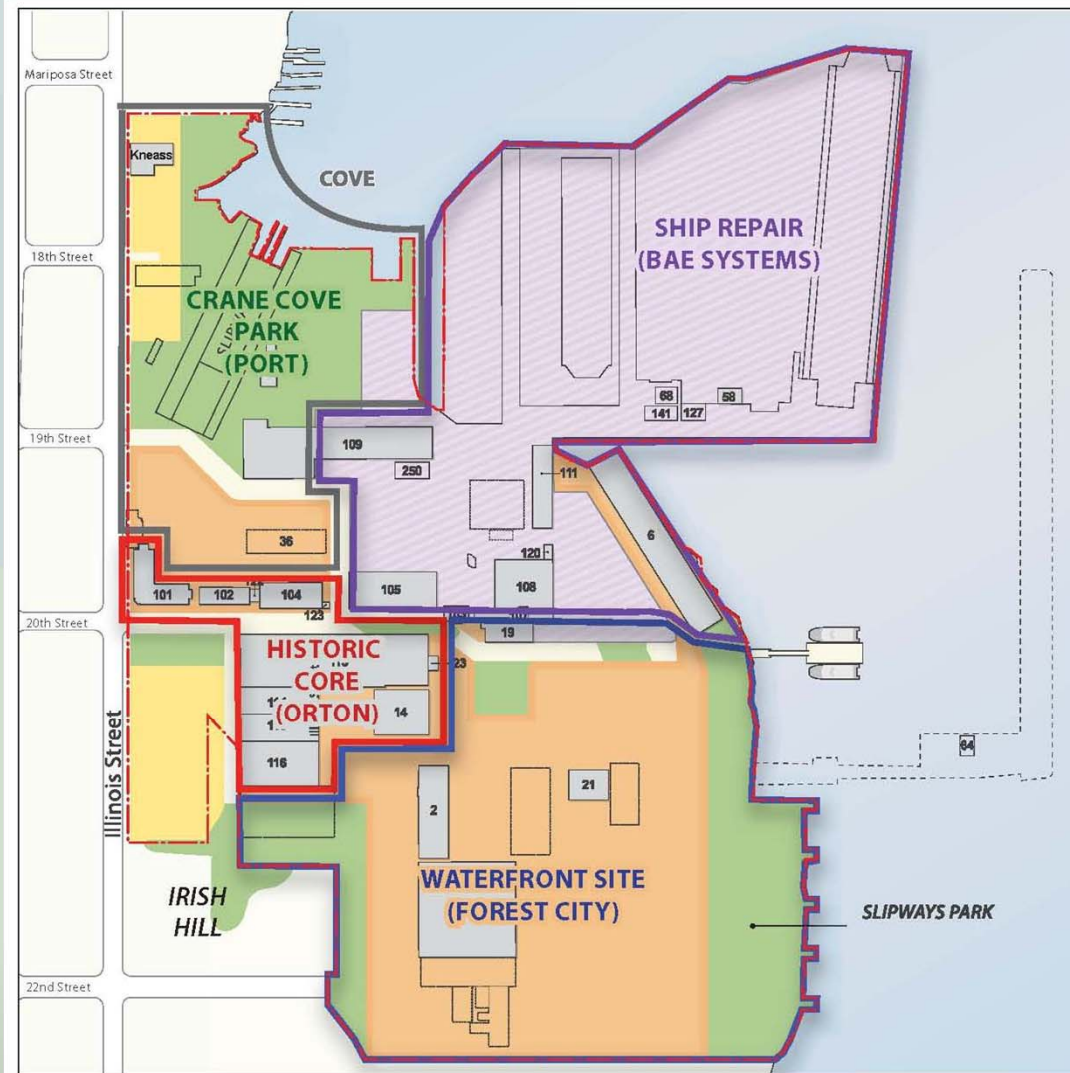 Mariposa Street
Kneass
COVE
SHIP REPAIR
(BAE SYSTEMS)
18th Street
CRANE COVE
PARK
(PORT)
68
58
141
127
19th Street
109
250
111
6
36
120
101
102
104
105
108
123
20th Street
19
HISTORIC
CORE
(ORTON)
23
14
64
116
Illinois Street
2
21
WATERFRONT SITE
(FOREST CITY)
IRISH
HILL
SLIPWAYS PARK
22nd Street